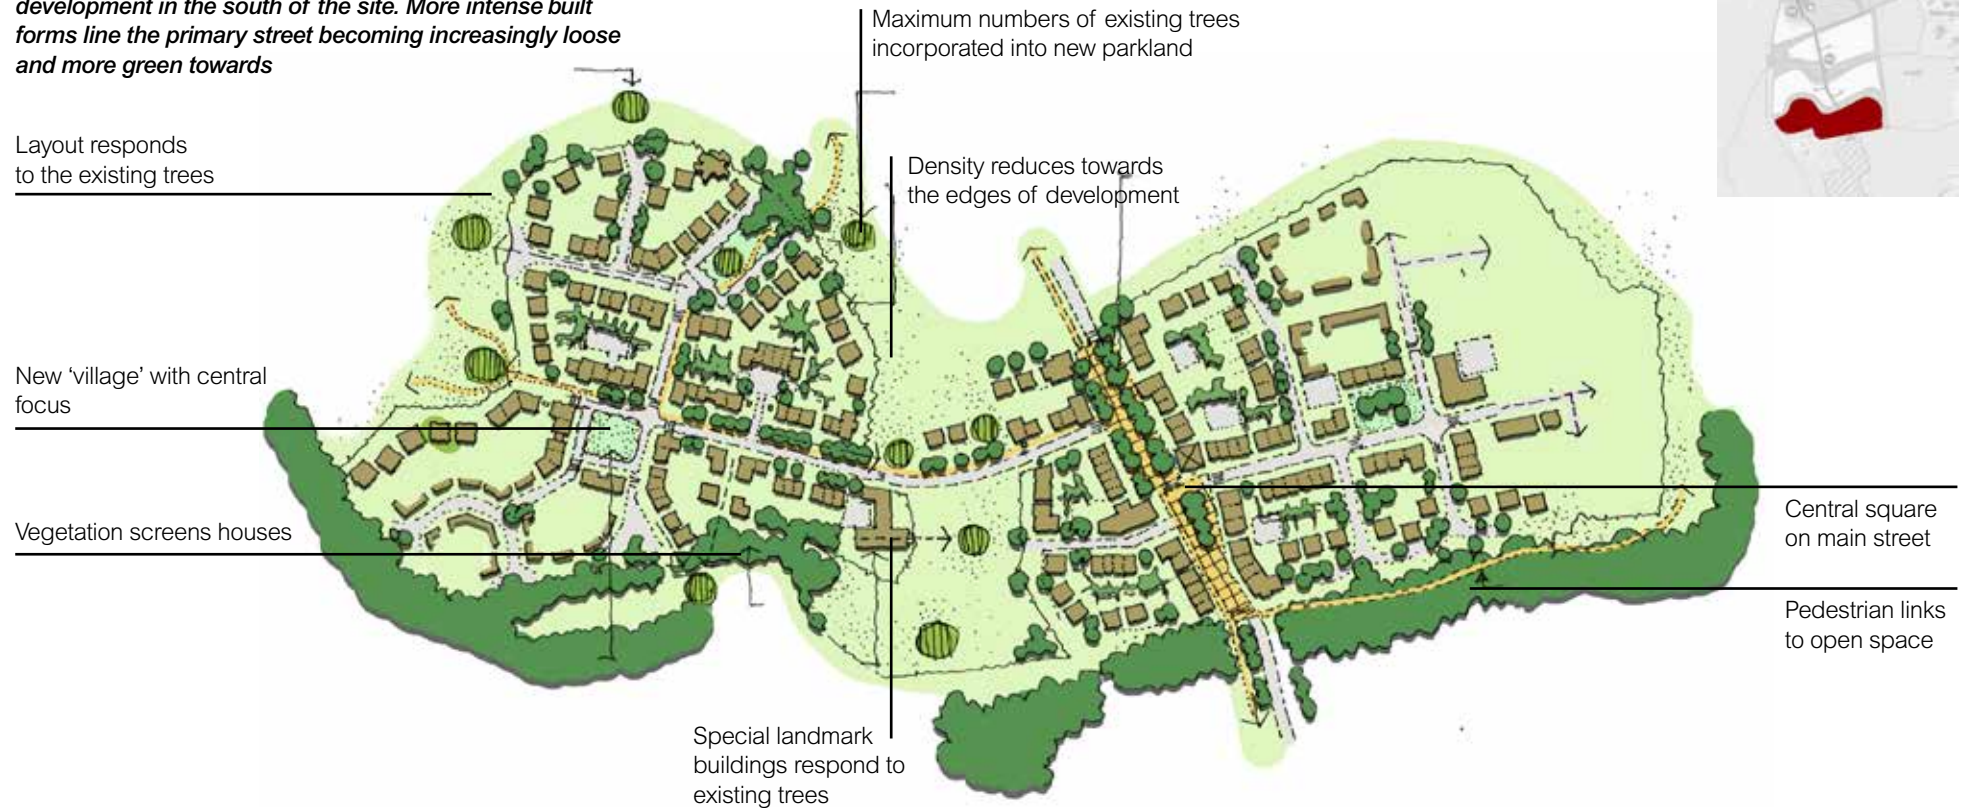 development in the south of the site. More intense built
forms line the primary street becoming increasingly loose
and more green towards
Maximum numbers of existing trees
incorporated into new parkland
Layout responds
to the existing trees
Density reduces towards
the edges of development
New ‘village’ with central
focus
Vegetation screens houses
Central square
on main street
Pedestrian links
to open space
Special landmark
buildings respond to
existing trees